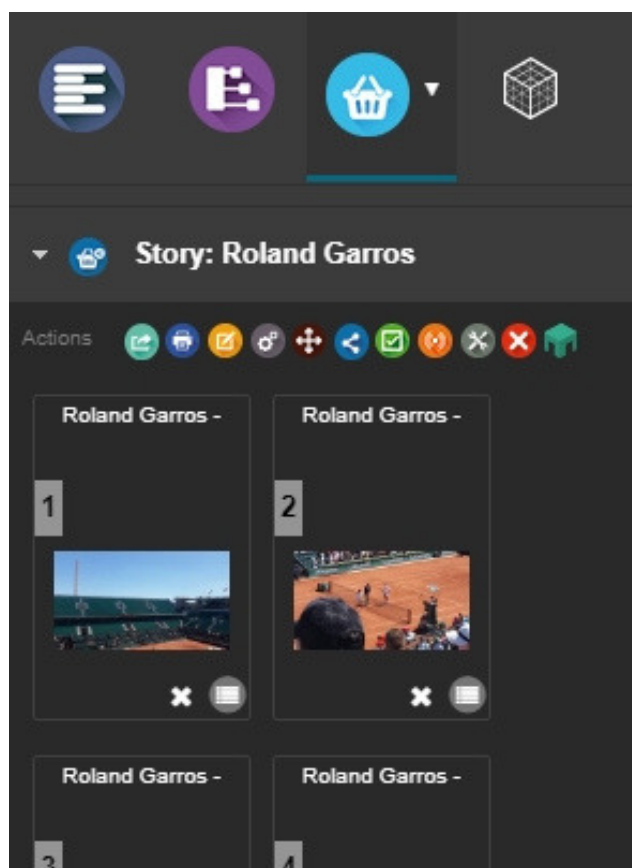 Story: Roland Garros
Actions
Roland Garros - Roland Garros -
1 2
Roland Garros - Roland Garros -
3 4